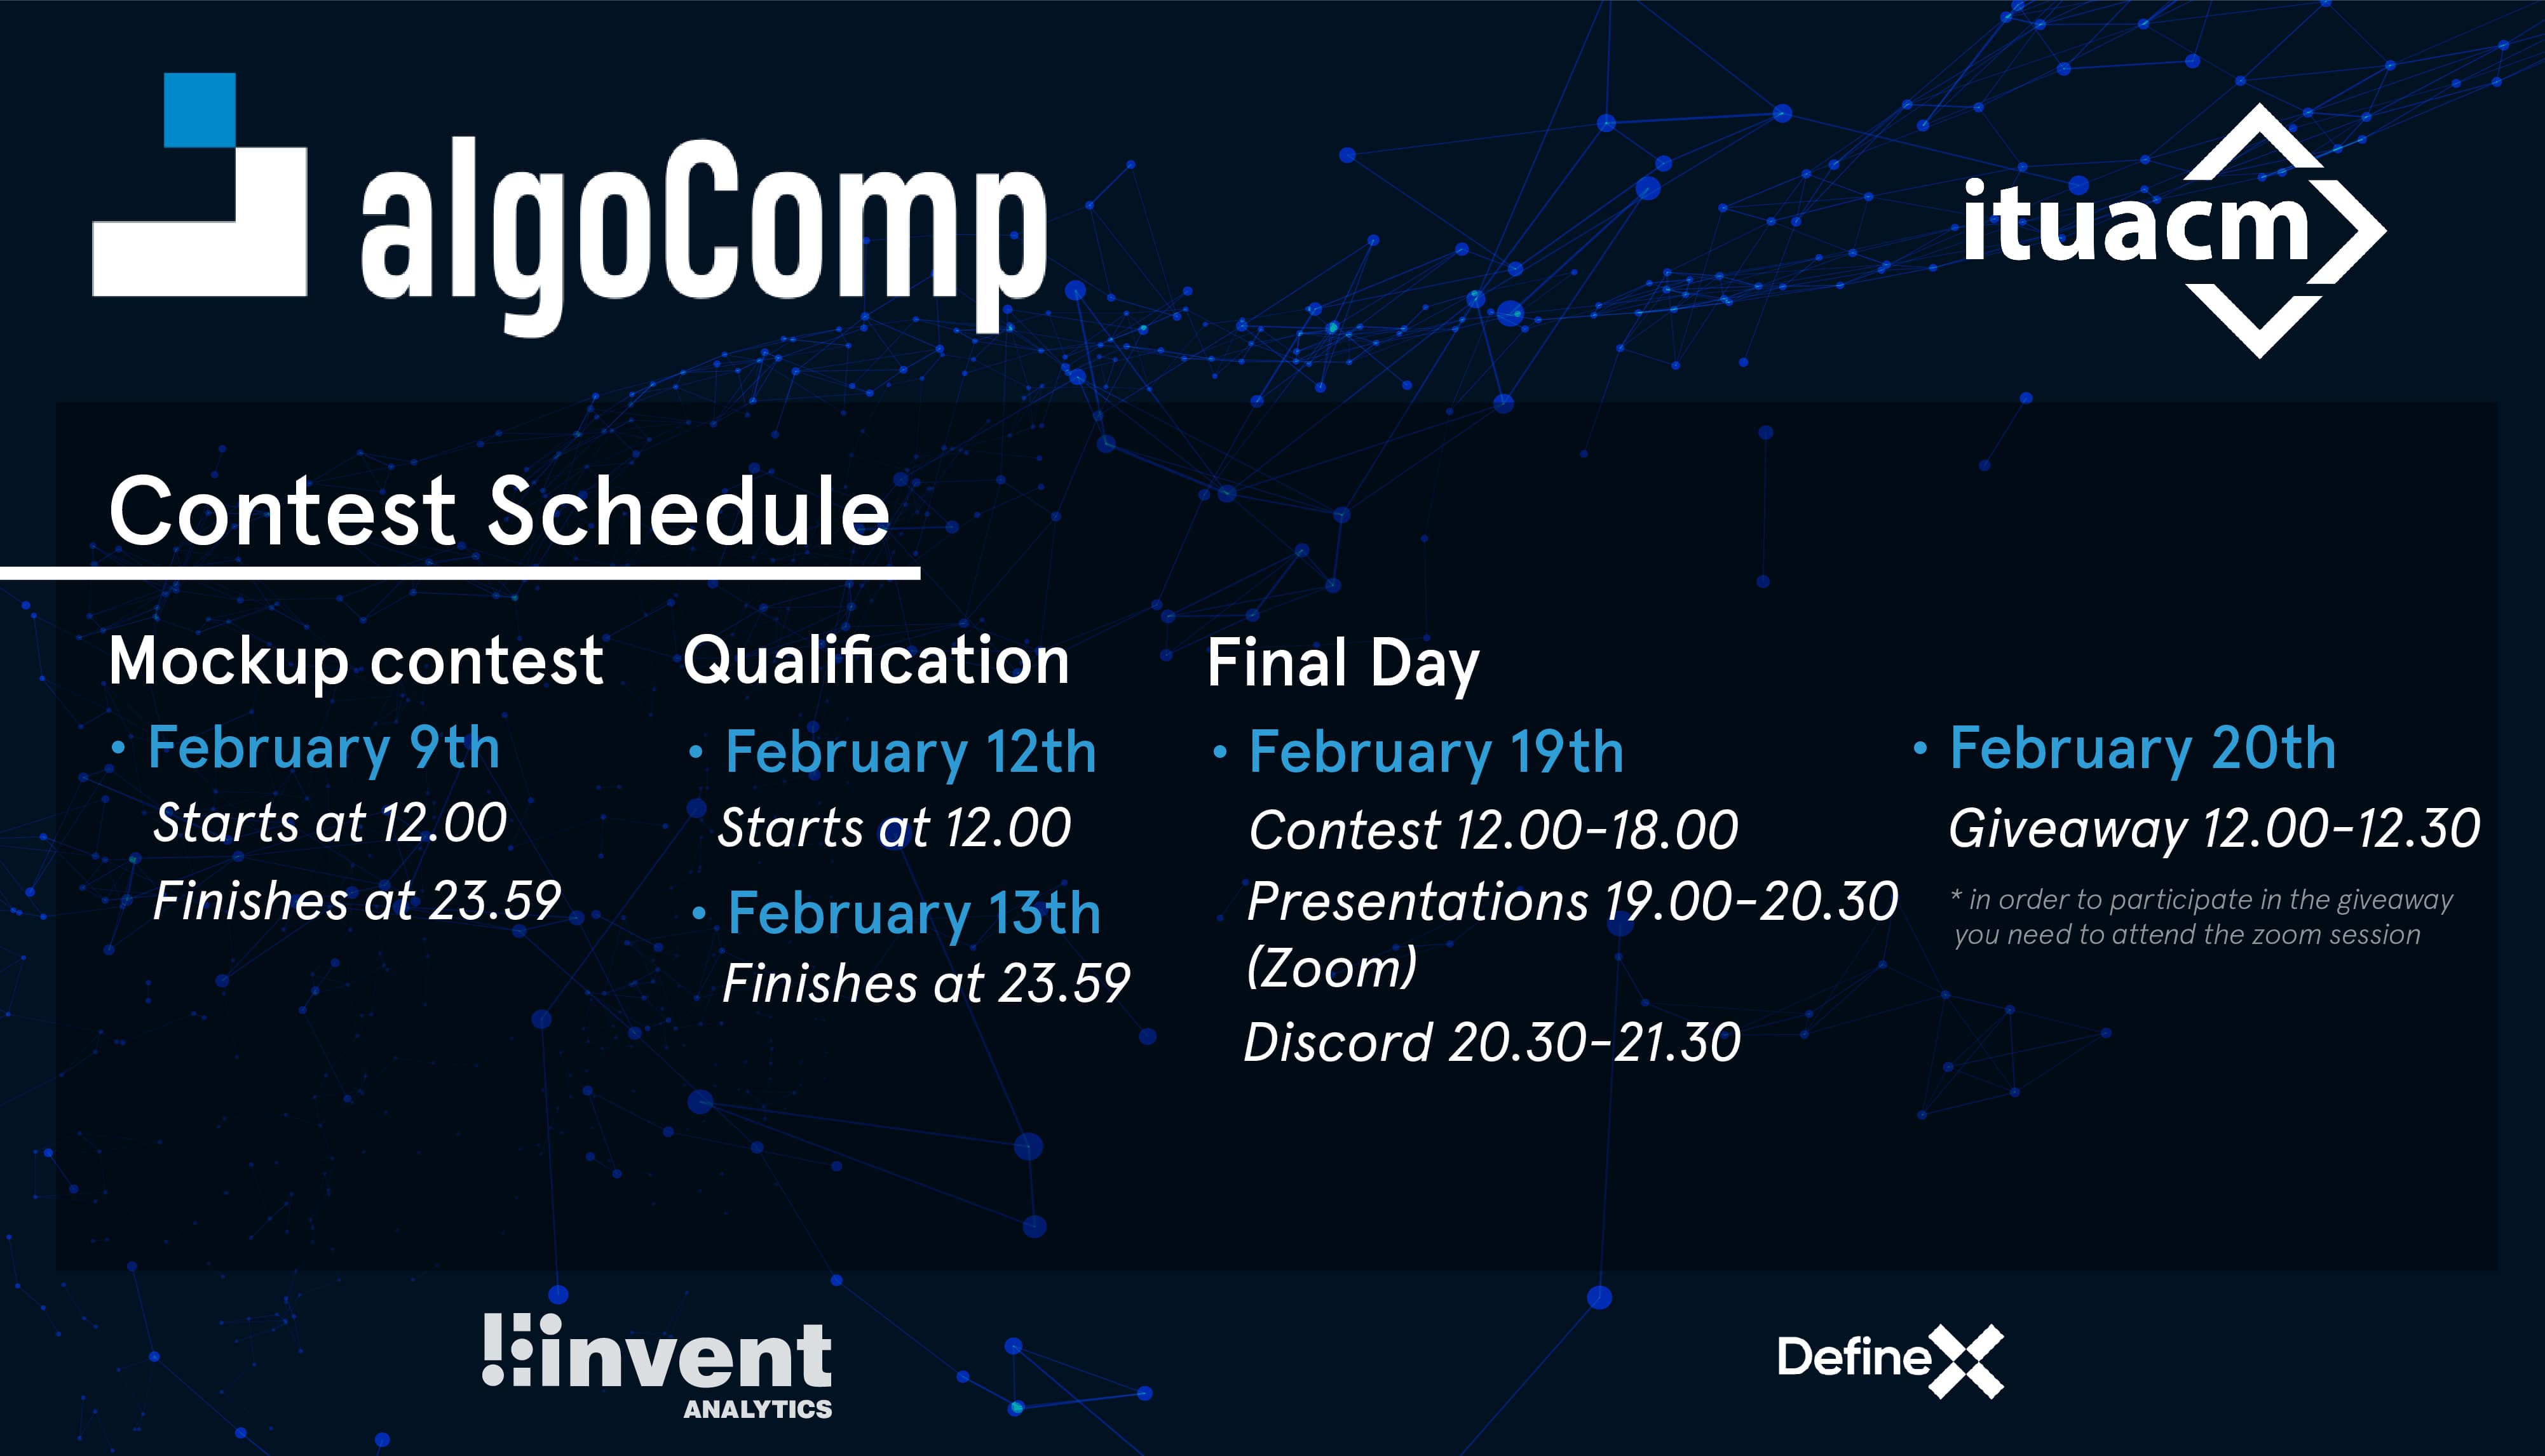 algoComp
ituacm
Contest Schedule
Mockup contest
• February 9th
Starts at 12.00
Finishes at 23.59
Qualification
• February 12th
Starts at 12.00
• February 13th
Finishes at 23.59
Final Day
• February 19th
Contest 12.00-18.00
Presentations 19.00-20.30
(Zoom)
Discord 20.30-21.30
• February 20th
Giveaway 12.00-12.30
* in order to participate in the giveaway
you need to attend the zoom session
invent
ANALYTICS
DefineX